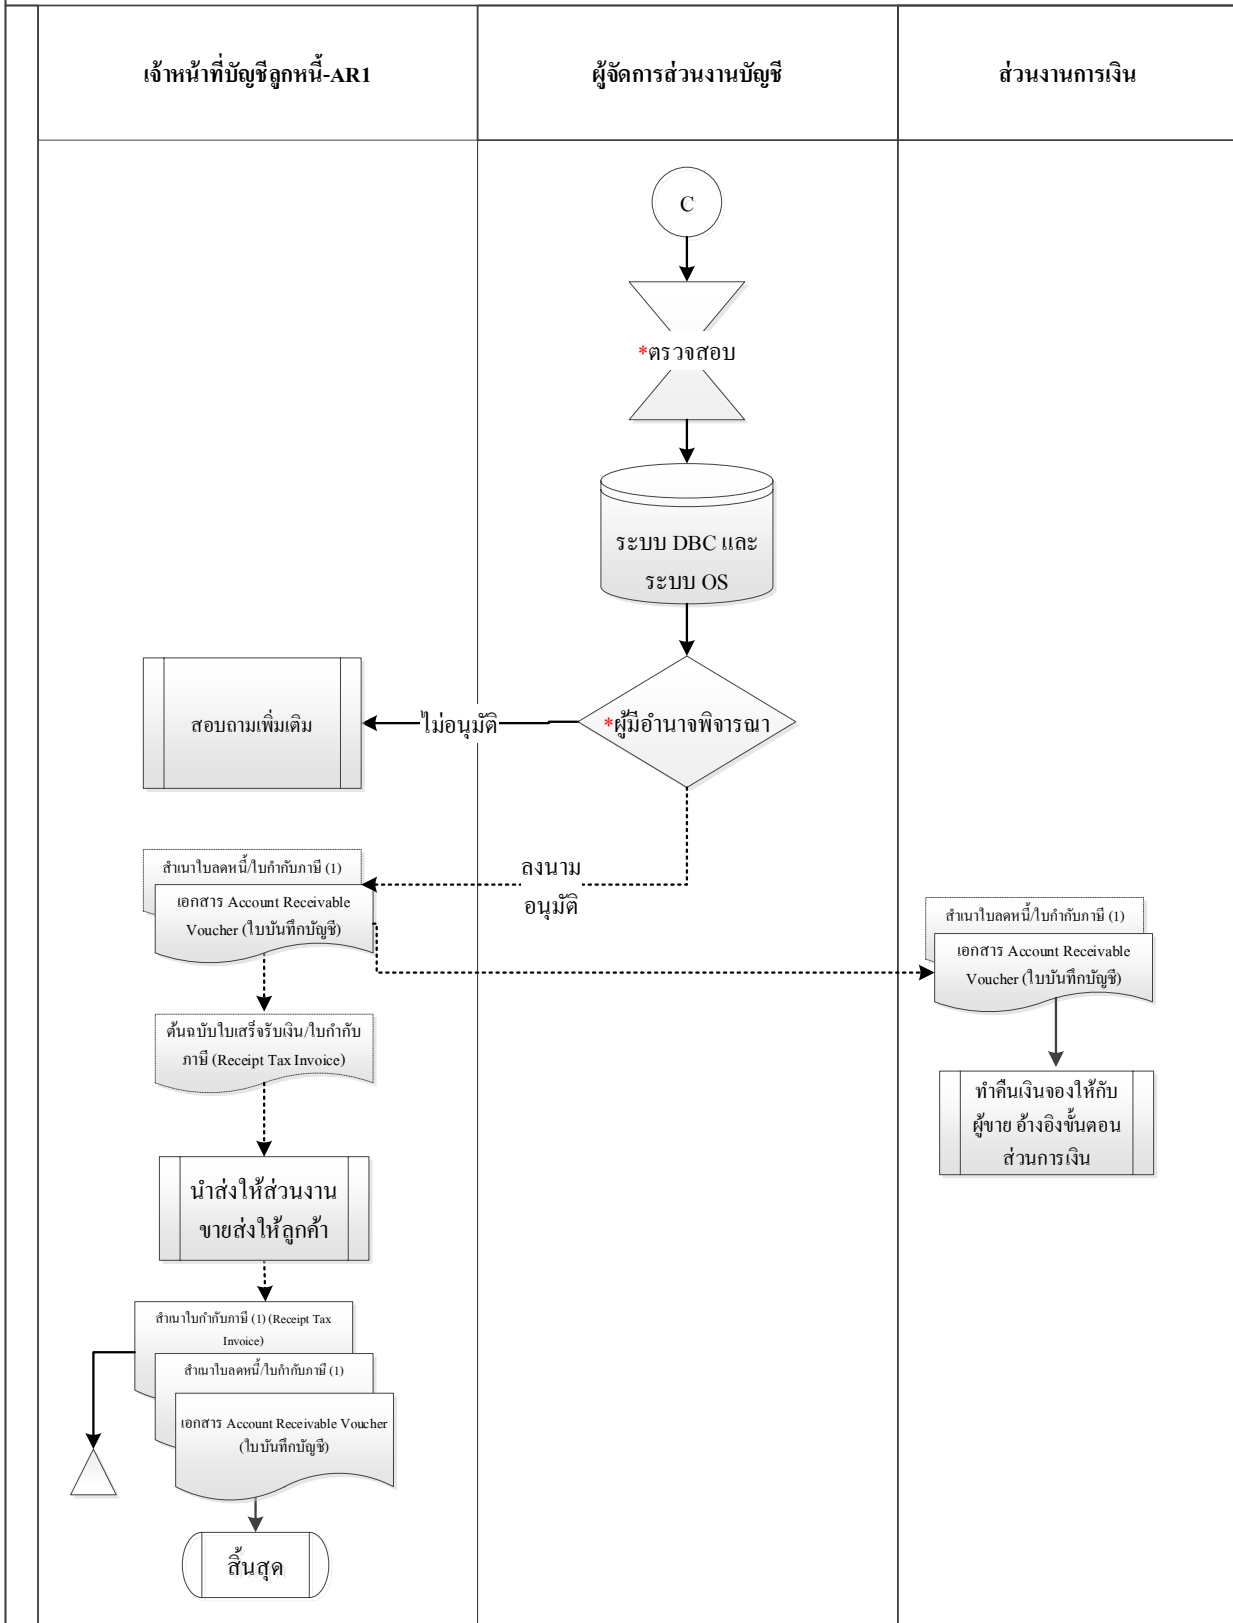 เจ้าหน้าที่บัญชีลูกหนี้-AR1
ผู้จัดการส่วนงานบัญชี
ส่วนงานการเงิน
C
*ตรวจสอบ
ระบบ DBC และ
ระบบ OS
*ผู้มีอำนาจพิจารณา
ไม่อนุมัติ
สอบถามเพิ่มเติม
ลงนาม
อนุมัติ
สำเนาใบลดหนี้/ใบกำกับภาษี (1)
เอกสาร Account Receivable
Voucher (ใบบันทึกบัญชี)
สำเนาใบลดหนี้/ใบกำกับภาษี (1)
เอกสาร Account Receivable
Voucher (ใบบันทึกบัญชี)
ต้นฉบับใบเสร็จรับเงิน/ใบกำกับ
ภาษี (Receipt Tax Invoice)
ทำคืนเงินจองให้กับ
ผู้ขาย อ้างอิงขั้นตอน
ส่วนการเงิน
นำส่งให้ส่วนงาน
ขายส่งให้ลูกค้า
สำเนาใบกำกับภาษี (1) (Receipt Tax
Invoice)
สำเนาใบลดหนี้/ใบกำกับภาษี (1)
เอกสาร Account Receivable Voucher
(ใบบันทึกบัญชี)
สิ้นสุด